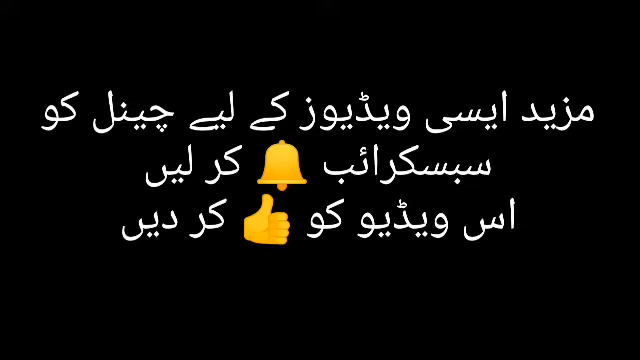 مزید ایسی ویڈیوز کے لیے چینل کو
سبسکرائب 🔔 کر لیں
اس ویڈیو کو 👍 کر دیں